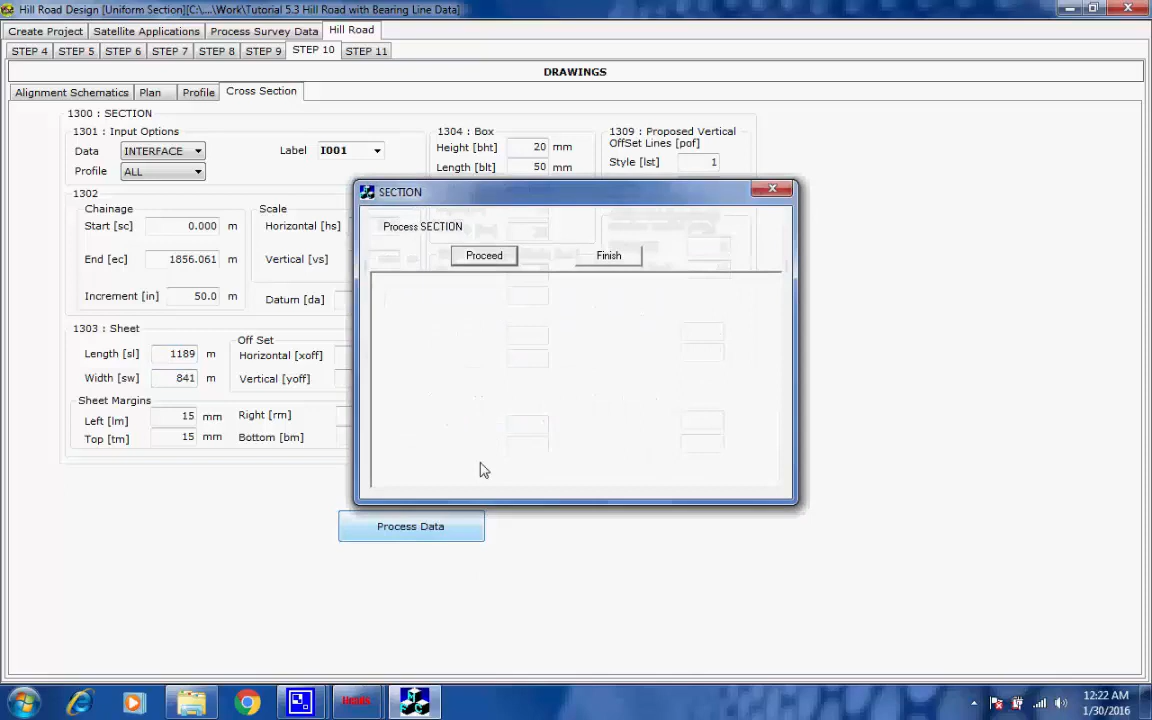 Hill Road Design [Uniform Section][C:\....\Work\Tutorial 5.3 Hill Road with Bearing Line Data]
Create Project Satellite Applications Process Survey Data Hill Road
STEP 4 STEP 5 STEP 6 STEP 7 STEP 8 STEP 9 STEP 10 STEP 11
DRAWINGS
Alignment Schematics Plan Profile Cross Section
1300 : SECTION
1301 : Input Options
Data INTERFACE Label I001
Profile ALL
1304 : Box
Height [bht] 20 mm
Length [blt] 50 mm
1309 : Proposed Vertical
OffSet Lines [pof]
Style [lst] 1
1302
Chainage
Start [sc] 0.000 m
End [ec] 1856.061 m
Increment [in] 50.0 m
Scale
Horizontal [hs]
Vertical [vs]
Datum [da]
1303 : Sheet
Length [sl] 1189 m
Width [sw] 841 m
Off Set
Horizontal [xoff]
Vertical [yoff]
Sheet Margins
Left [lm] 15 mm Right [rm]
Top [tm] 15 mm Bottom [bm]
SECTION
Process SECTION
Proceed Finish
Process Data
Heads
12:22 AM
1/30/2016